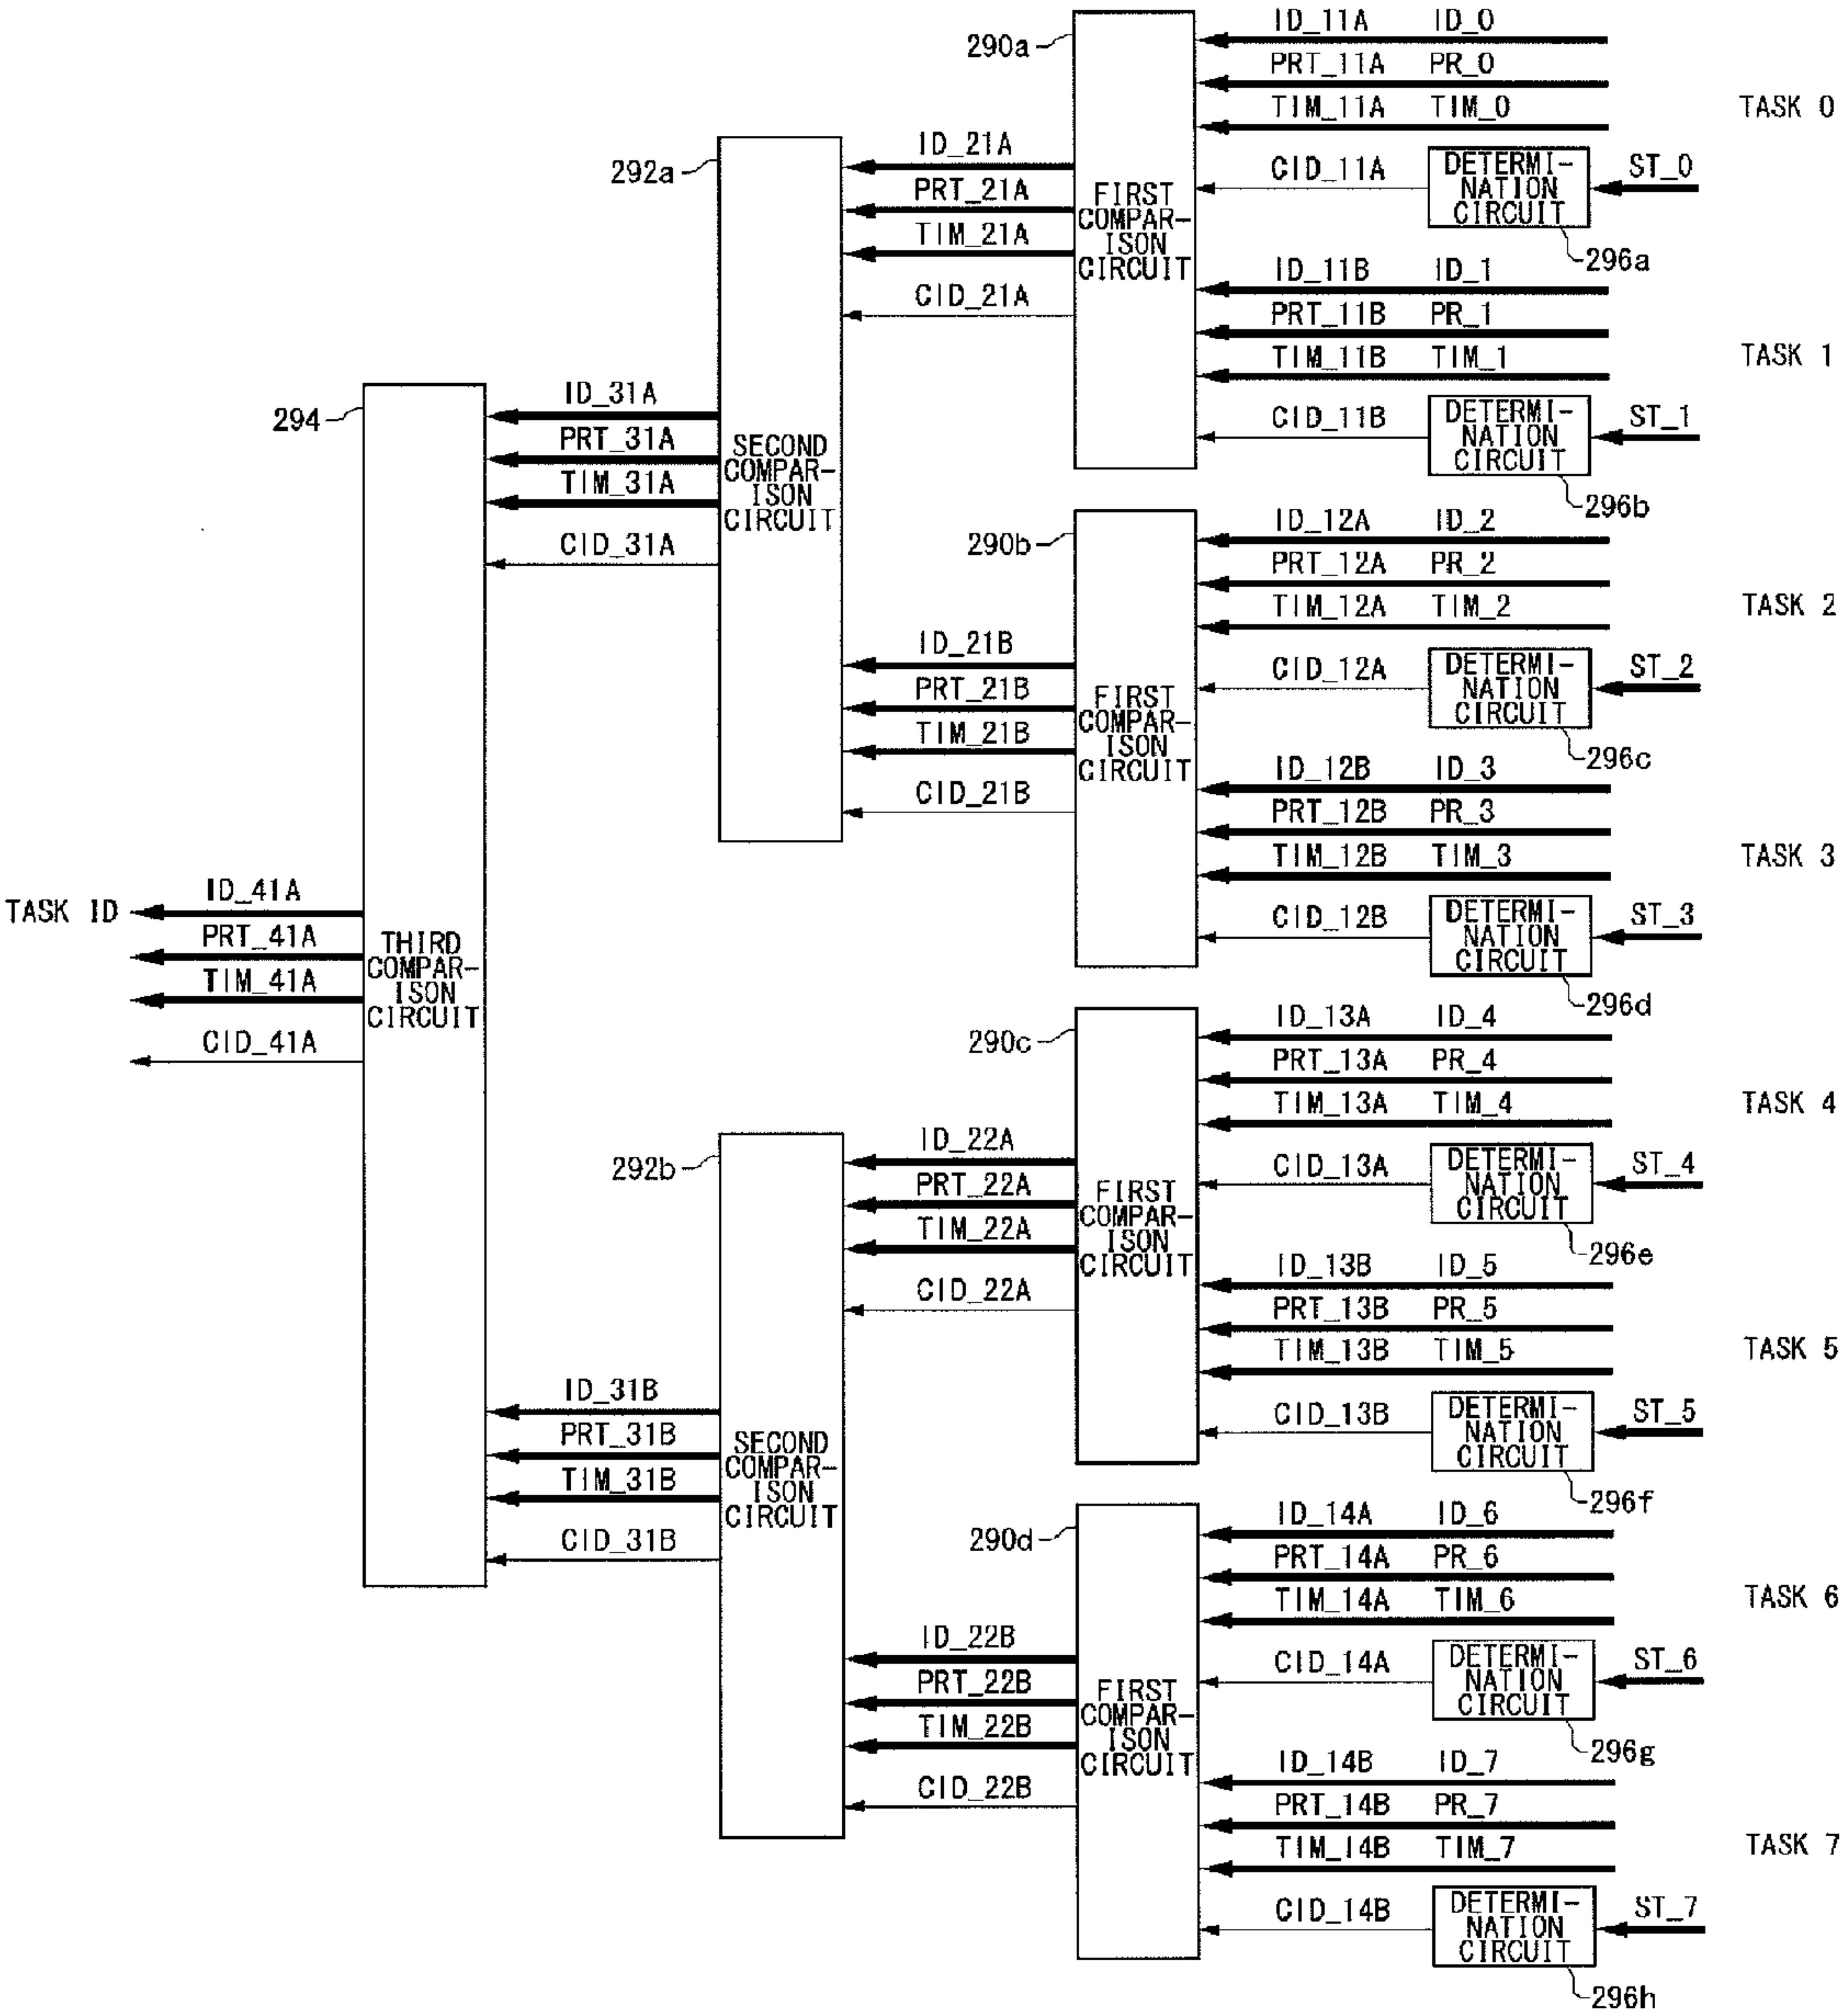 290a
ID_11A ID_0
PRT_11A PR_0
TIM_11A TIM_0
TASK 0
CID_11A
DETERMI-
NATION
CIRCUIT
ST_0
296a
FIRST
COMPAR-
ISON
CIRCUIT
ID_11B ID_1
PRT_11B PR_1
TIM_11B TIM_1
TASK 1
CID_11B
DETERMI-
NATION
CIRCUIT
ST_1
296b
292a
ID_21A
PRT_21A
TIM_21A
CID_21A
SECOND
COMPAR-
ISON
CIRCUIT
290b
ID_12A ID_2
PRT_12A PR_2
TIM_12A TIM_2
TASK 2
CID_12A
DETERMI-
NATION
CIRCUIT
ST_2
296c
FIRST
COMPAR-
ISON
CIRCUIT
ID_12B ID_3
PRT_12B PR_3
TIM_12B TIM_3
TASK 3
CID_12B
DETERMI-
NATION
CIRCUIT
ST_3
296d
ID_21B
PRT_21B
TIM_21B
CID_21B
294
ID_31A
PRT_31A
TIM_31A
CID_31A
TASK ID
ID_41A
PRT_41A
TIM_41A
CID_41A
THIRD
COMPAR-
ISON
CIRCUIT
290c
ID_13A ID_4
PRT_13A PR_4
TIM_13A TIM_4
TASK 4
CID_13A
DETERMI-
NATION
CIRCUIT
ST_4
296e
FIRST
COMPAR-
ISON
CIRCUIT
ID_13B ID_5
PRT_13B PR_5
TIM_13B TIM_5
TASK 5
CID_13B
DETERMI-
NATION
CIRCUIT
ST_5
296f
292b
ID_22A
PRT_22A
TIM_22A
CID_22A
SECOND
COMPAR-
ISON
CIRCUIT
ID_31B
PRT_31B
TIM_31B
CID_31B
290d
ID_14A ID_6
PRT_14A PR_6
TIM_14A TIM_6
TASK 6
CID_14A
DETERMI-
NATION
CIRCUIT
ST_6
296g
FIRST
COMPAR-
ISON
CIRCUIT
ID_14B ID_7
PRT_14B PR_7
TIM_14B TIM_7
TASK 7
CID_14B
DETERMI-
NATION
CIRCUIT
ST_7
296h
ID_22B
PRT_22B
TIM_22B
CID_22B